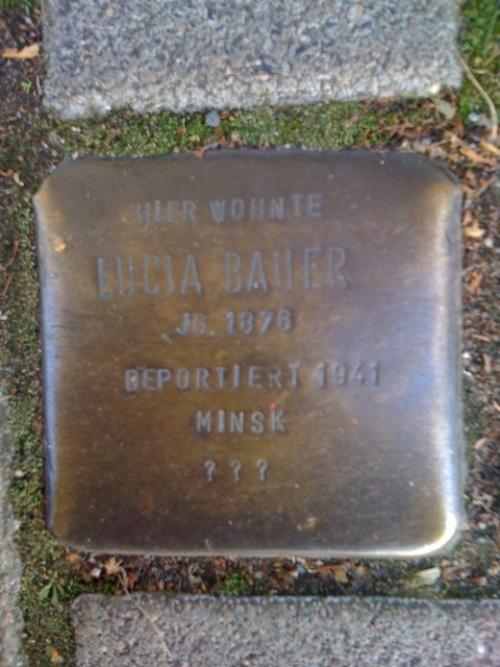 HIER WOHNTE
LUCIA BAUER
JG. 1876
DEPORTIERT 1941
MINSK
? ? ?